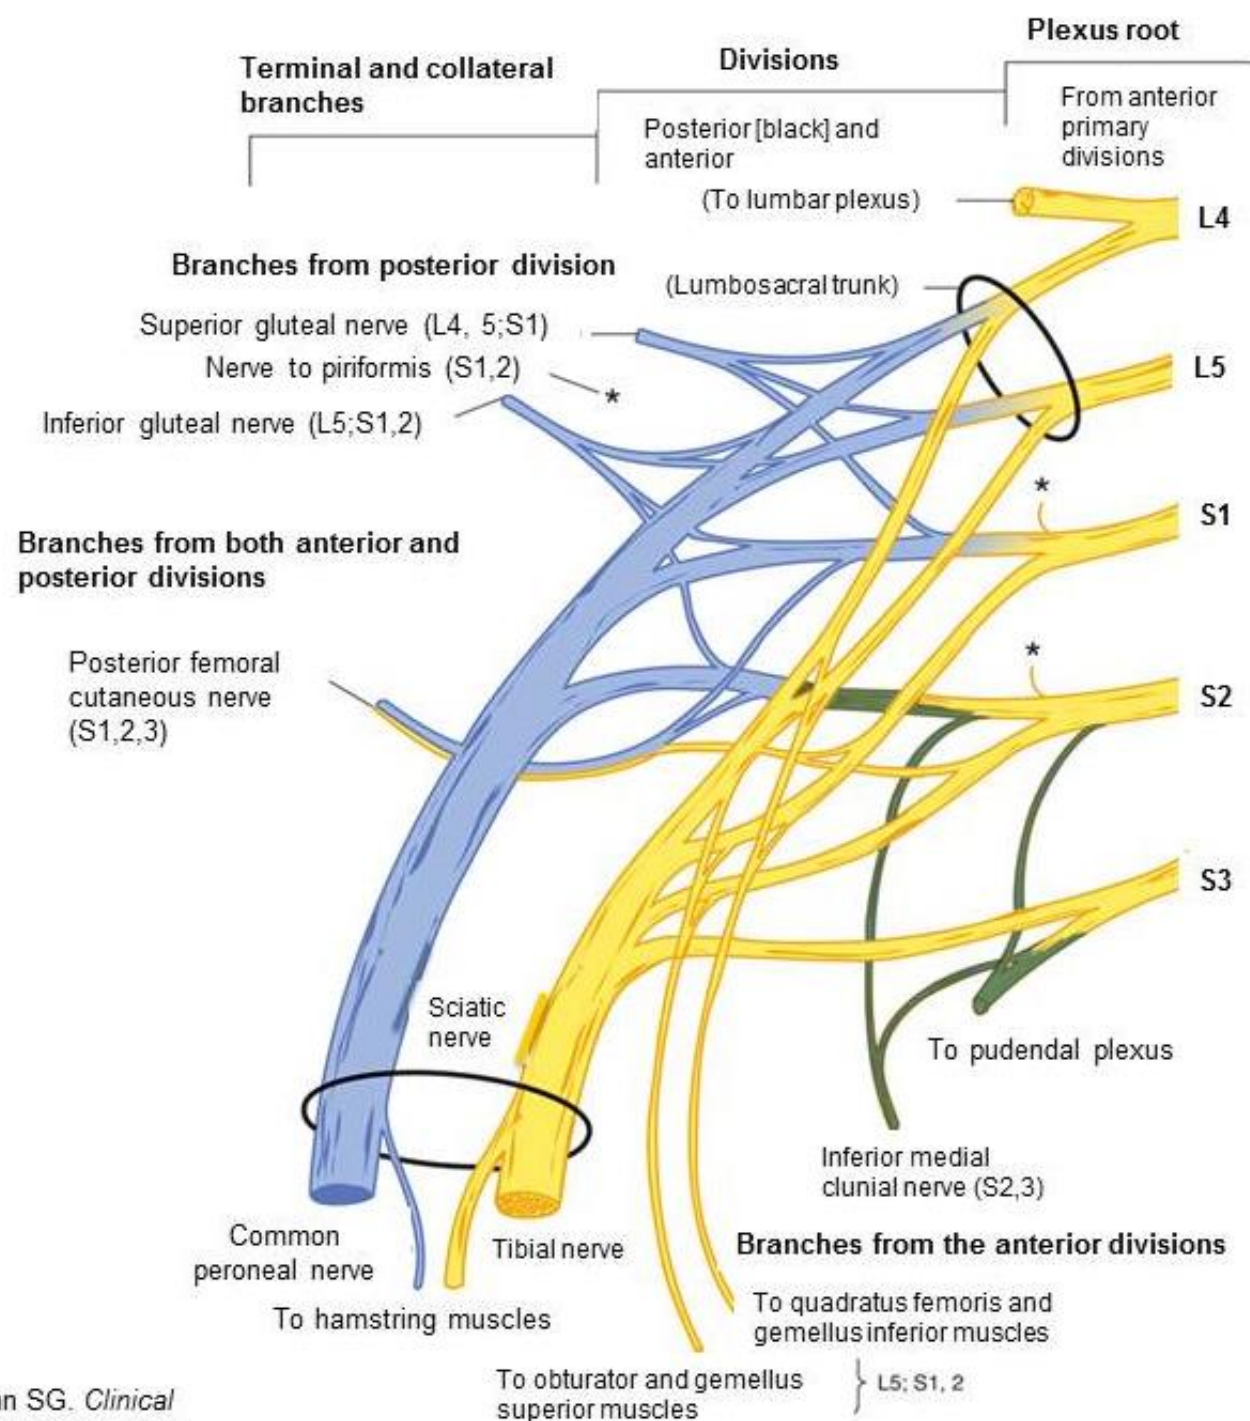 Plexus root
Terminal and collateral
branches
Divisions
From anterior
primary
divisions
Posterior [black] and
anterior
(To lumbar plexus)
L4
Branches from posterior division
(Lumbosacral trunk)
Superior gluteal nerve (L4, 5;S1)
Nerve to piriformis (S1,2)
*
L5
Inferior gluteal nerve (L5;S1,2)
*
S1
Branches from both anterior and
posterior divisions
Posterior femoral
cutaneous nerve
(S1,2,3)
*
S2
S3
Sciatic
nerve
To pudendal plexus
Inferior medial
clunial nerve (S2,3)
Common
peroneal nerve
Tibial nerve
Branches from the anterior divisions
To hamstring muscles
To quadratus femoris and
gemellus inferior muscles
To obturator and gemellus
superior muscles
} L5; S1, 2
SG. Clinical